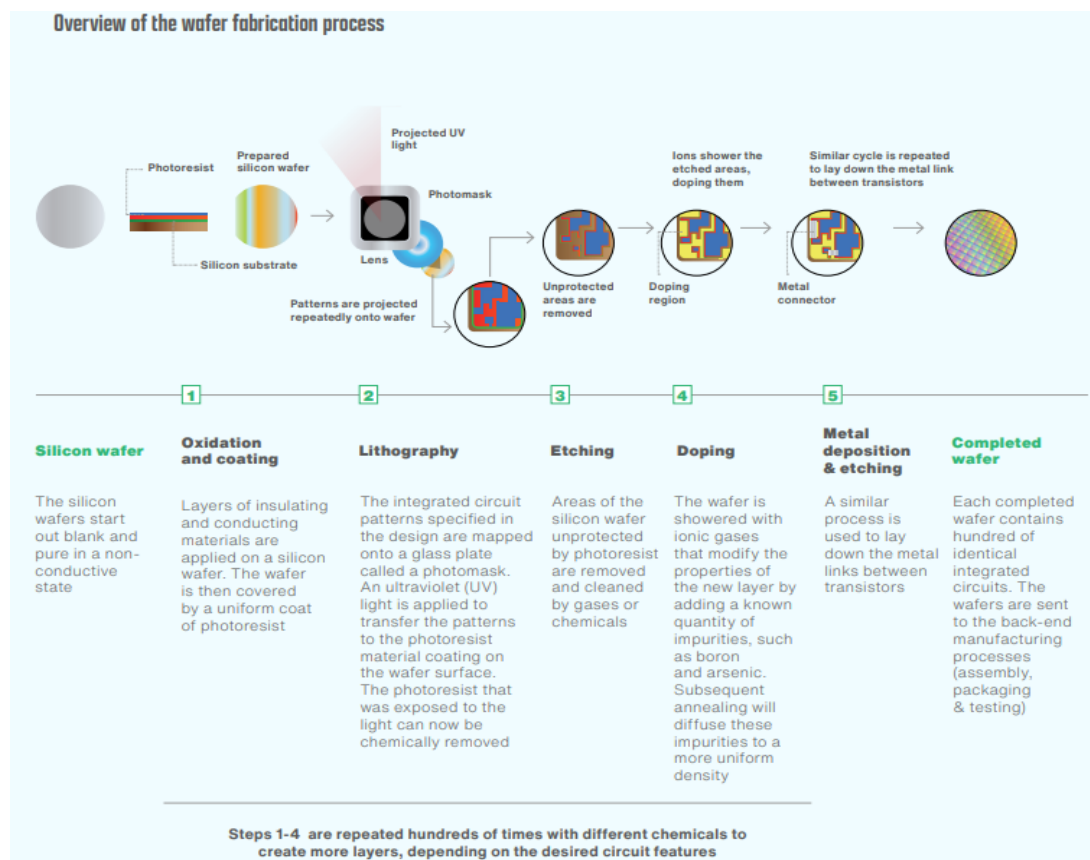 Overview of the wafer fabrication process
Projected UV
light
Ions shower the
etched areas,
doping them
Similar cycle is repeated
to lay down the metal link
between transistors
Photoresist
Prepared
silicon wafer
Photomask
Silicon substrate
Lens
Patterns are projected
repeatedly onto wafer
Unprotected
areas are
removed
Doping
region
Metal
connector
1
2
3
4
5
Silicon wafer
The silicon
wafers start
out blank and
pure in a non-
conductive
state
Oxidation
and coating
Layers of insulating
and conducting
materials are
applied on a silicon
wafer. The wafer
is then covered
by a uniform coat
of photoresist
Lithography
The integrated circuit
patterns specified in
the design are mapped
onto a glass plate
called a photomask.
An ultraviolet (UV)
light is applied to
transfer the patterns
to the photoresist
material coating on
the wafer surface.
The photoresist that
was exposed to the
light can now be
chemically removed
Etching
Areas of the
silicon wafer
unprotected
by photoresist
are removed
and cleaned
by gases or
chemicals
Doping
The wafer is
showered with
ionic gases
that modify the
properties of
the new layer by
adding a known
quantity of
impurities, such
as boron
and arsenic.
Subsequent
annealing will
diffuse these
impurities to a
more uniform
density
Metal
deposition
& etching
A similar
process is
used to lay
down the metal
links between
transistors
Completed
wafer
Each completed
wafer contains
hundred of
identical
integrated
circuits. The
wafers are sent
to the back-end
manufacturing
processes
(assembly,
packaging
& testing)
Steps 1-4 are repeated hundreds of times with different chemicals to
create more layers, depending on the desired circuit features